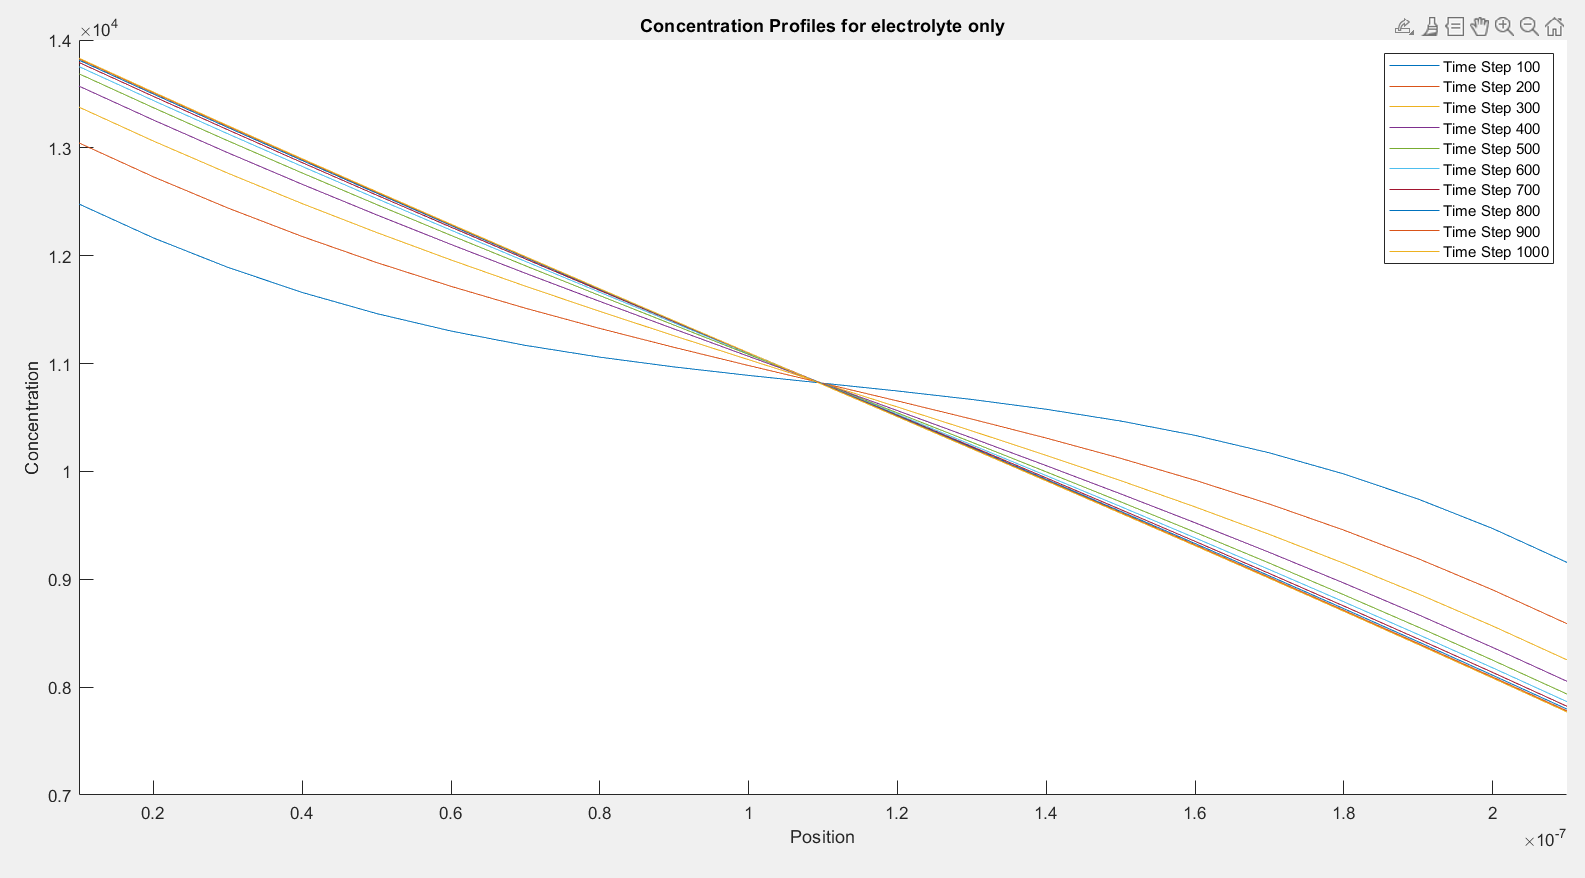 Concentration Profiles for electrolyte only
×10^4
1.4
1.3
1.2
1.1
1
0.9
0.8
0.7
Concentration
0.2 0.4 0.6 0.8 1 1.2 1.4 1.6 1.8 2
Position
×10^-7
Time Step 100
Time Step 200
Time Step 300
Time Step 400
Time Step 500
Time Step 600
Time Step 700
Time Step 800
Time Step 900
Time Step 1000